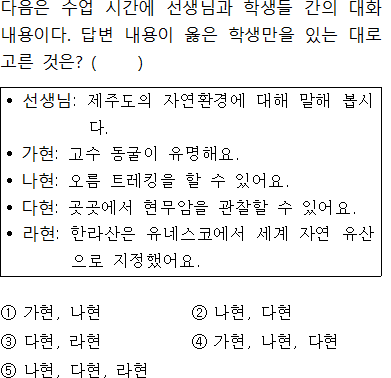 다음은 수업 시간에 선생님과 학생들 간의 대화
내용이다. 답변 내용이 옳은 학생만을 있는 대로
고른 것은? (    )
• 선생님: 제주도의 자연환경에 대해 말해 봅시
다.
• 가현: 고수 동굴이 유명해요.
• 나현: 오름 트레킹을 할 수 있어요.
• 다현: 곳곳에서 현무암을 관찰할 수 있어요.
• 라현: 한라산은 유네스코에서 세계 자연 유산
으로 지정했어요.
① 가현, 나현 ② 나현, 다현
③ 다현, 라현 ④ 가현, 나현, 다현
⑤ 나현, 다현, 라현